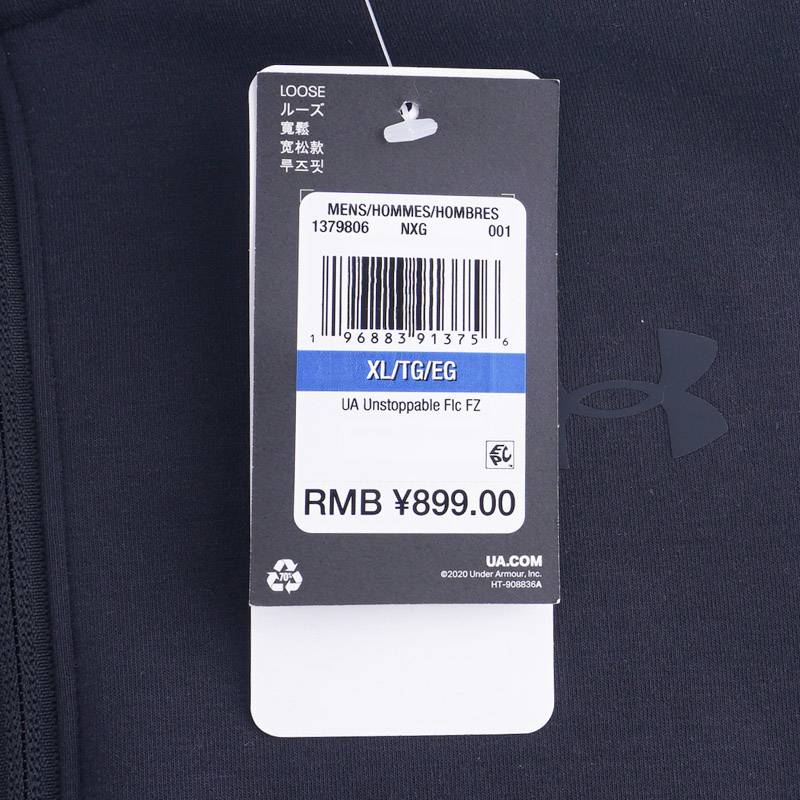 LOOSE
ルーズ
寬鬆
宽松款
루즈핏
MENS/HOMMES/HOMBRES
1379806 NXG 001
1 96883 91375 6
XL/TG/EG
UA Unstoppable Flc FZ
EPC
RMB ¥899.00
70%
UA.COM
©2020 Under Armour, Inc.
HT-908836A